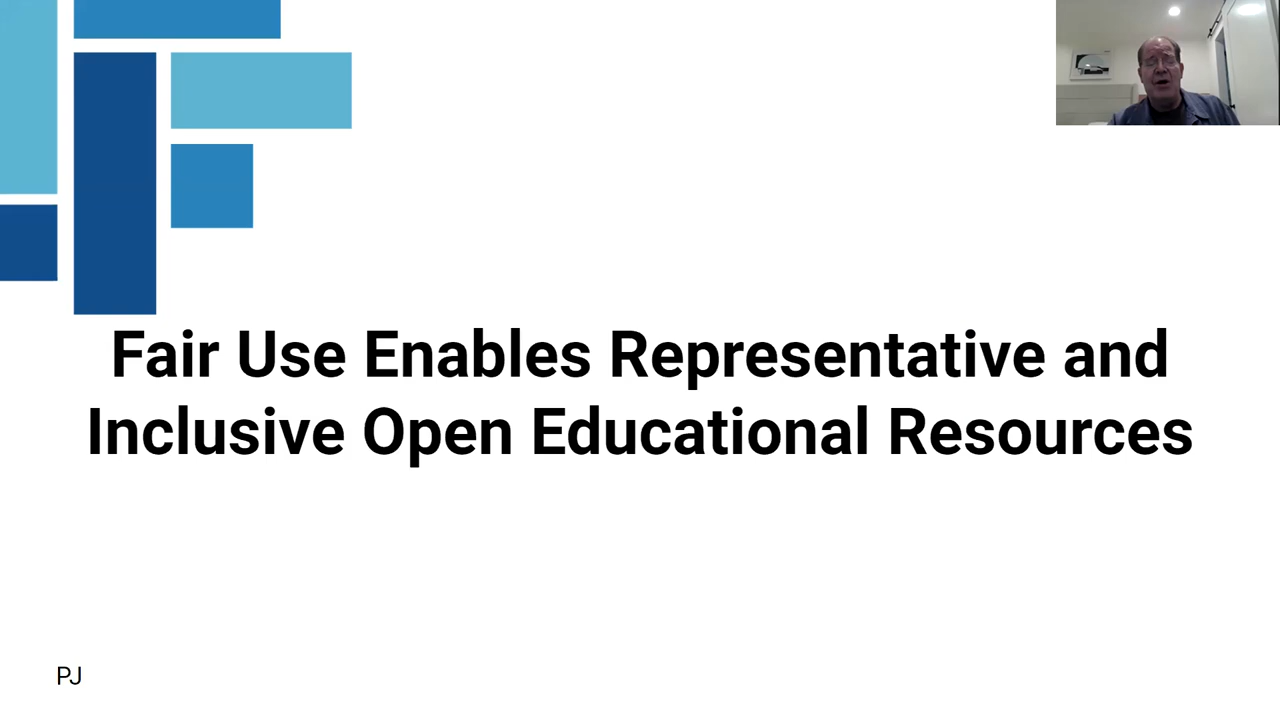 Fair Use Enables Representative and
Inclusive Open Educational Resources
PJ